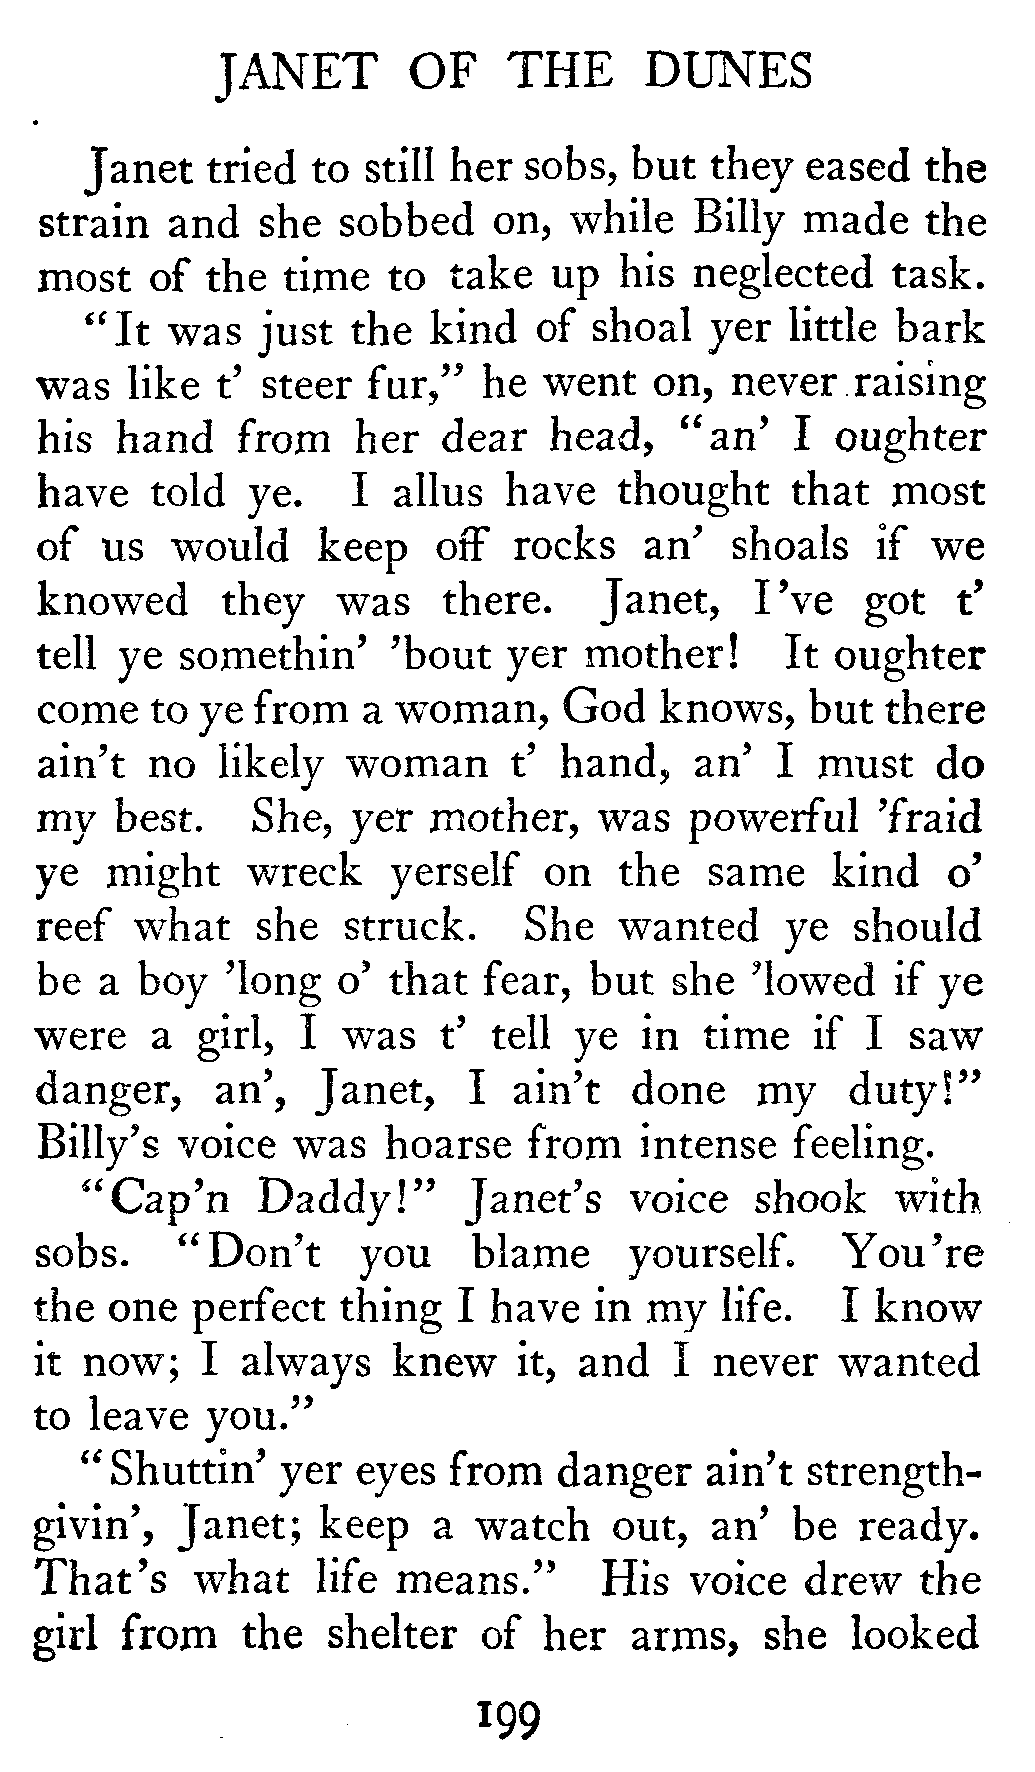 JANET OF THE DUNES
Janet tried to still her sobs, but they eased the
strain and she sobbed on, while Billy made the
most of the time to take up his neglected task.
"It was just the kind of shoal yer little bark
was like t' steer fur," he went on, never raising
his hand from her dear head, "an' I oughter
have told ye. I allus have thought that most
of us would keep off rocks an' shoals if we
knowed they was there. Janet, I've got t'
tell ye somethin' 'bout yer mother! It oughter
come to ye from a woman, God knows, but there
ain't no likely woman t' hand, an' I must do
my best. She, yer mother, was powerful 'fraid
ye might wreck yerself on the same kind o'
reef what she struck. She wanted ye should
be a boy 'long o' that fear, but she 'lowed if ye
were a girl, I was t' tell ye in time if I saw
danger, an', Janet, I ain't done my duty!"
Billy's voice was hoarse from intense feeling.
"Cap'n Daddy!" Janet's voice shook with
sobs. "Don't you blame yourself. You're
the one perfect thing I have in my life. I know
it now; I always knew it, and I never wanted
to leave you."
"Shuttin' yer eyes from danger ain't strength-
givin', Janet; keep a watch out, an' be ready.
That's what life means." His voice drew the
girl from the shelter of her arms, she looked
199